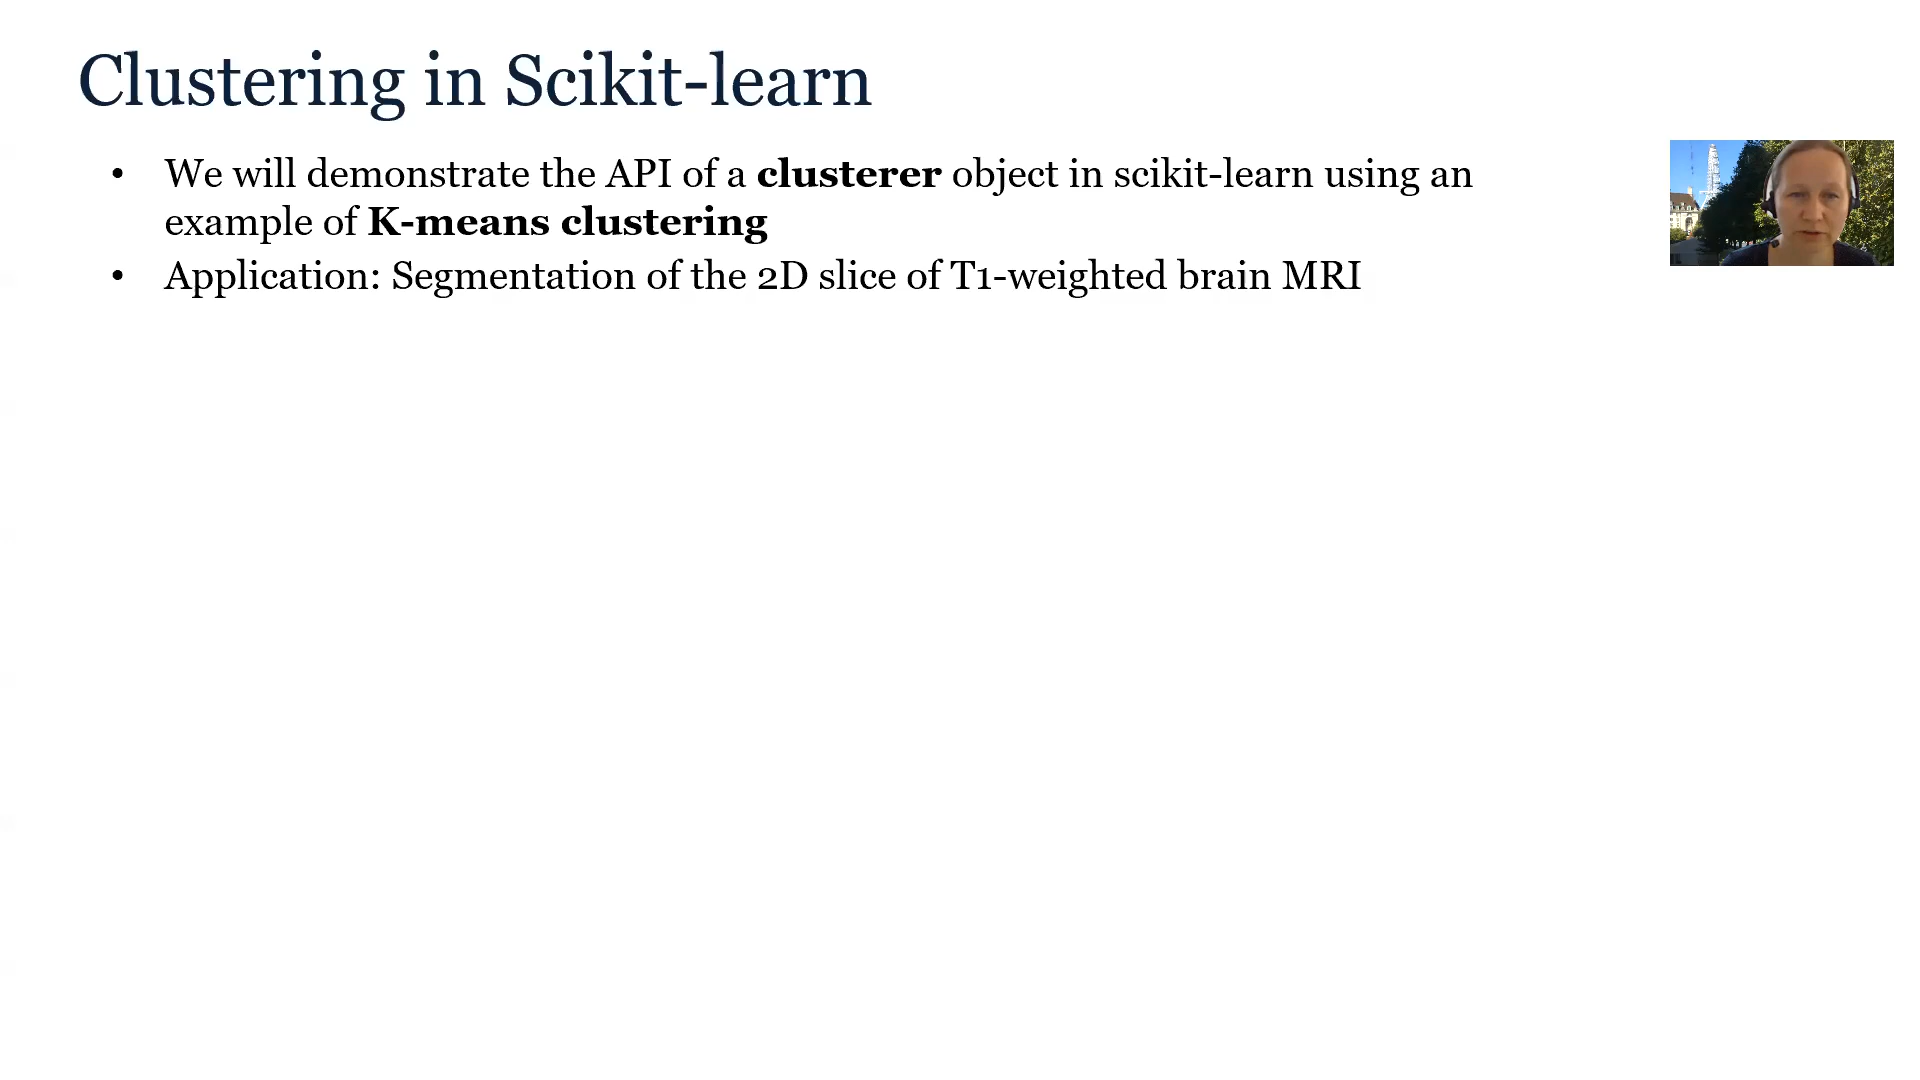 Clustering in Scikit-learn
• We will demonstrate the API of a clusterer object in scikit-learn using an
example of K-means clustering
• Application: Segmentation of the 2D slice of T1-weighted brain MRI